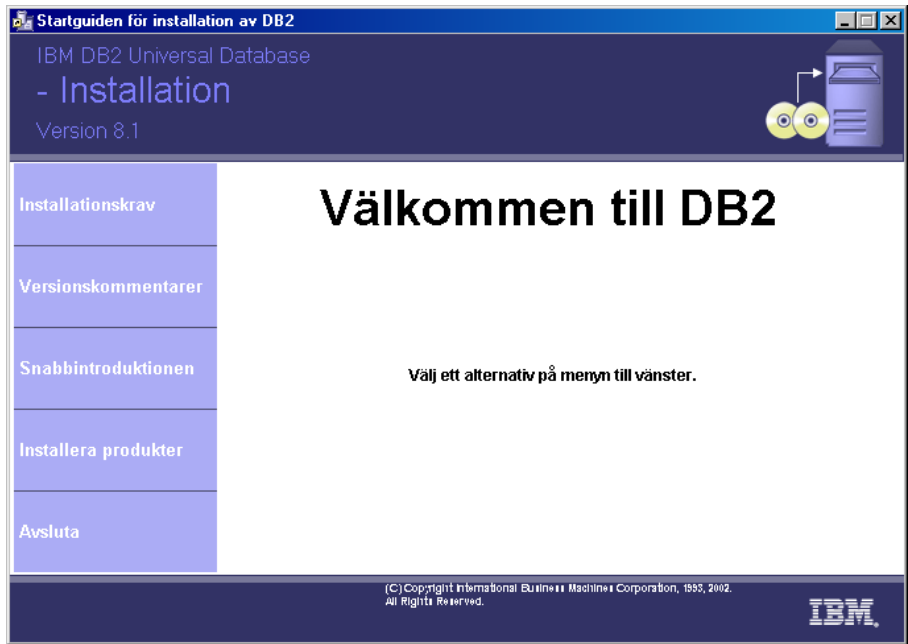 Startguiden för installation av DB2
IBM DB2 Universal Database
- Installation
Version 8.1
Installationskrav
Versionskommentarer
Snabbintroduktionen
Installera produkter
Avsluta
Välkommen till DB2
Välj ett alternativ på menyn till vänster.
(C) Copyright International Business Machines Corporation, 1993, 2002.
All Rights Reserved.
IBM.